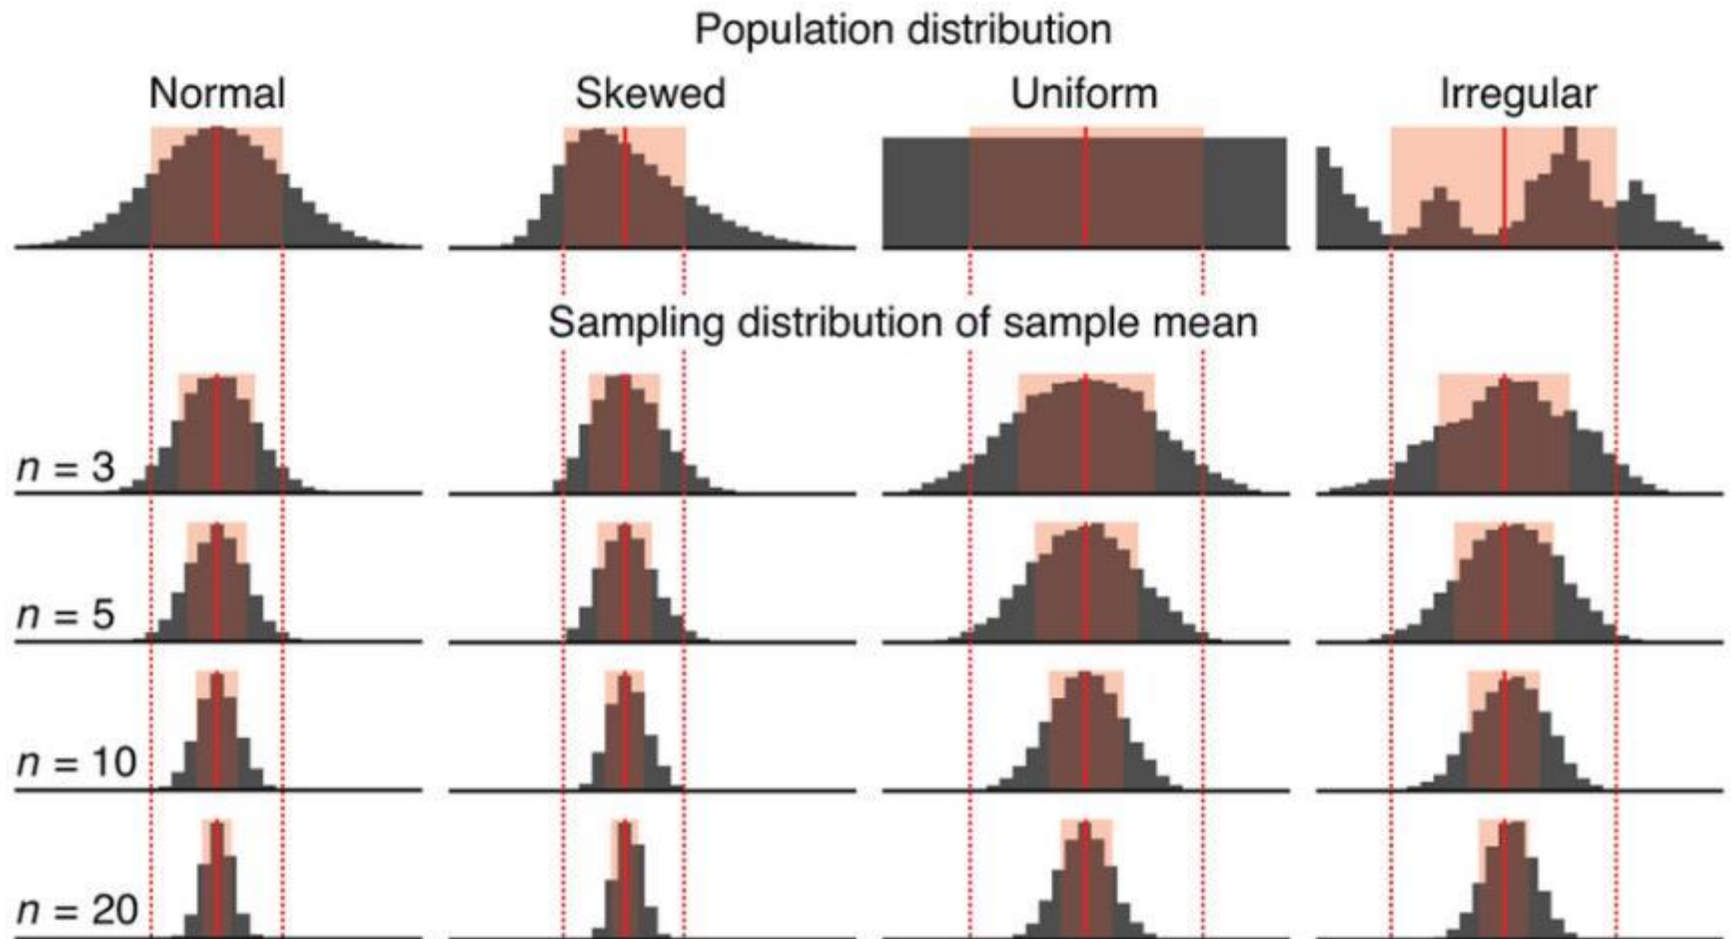 Population distribution
Normal Skewed Uniform Irregular
Sampling distribution of sample mean
n = 3
n = 5
n = 10
n = 20